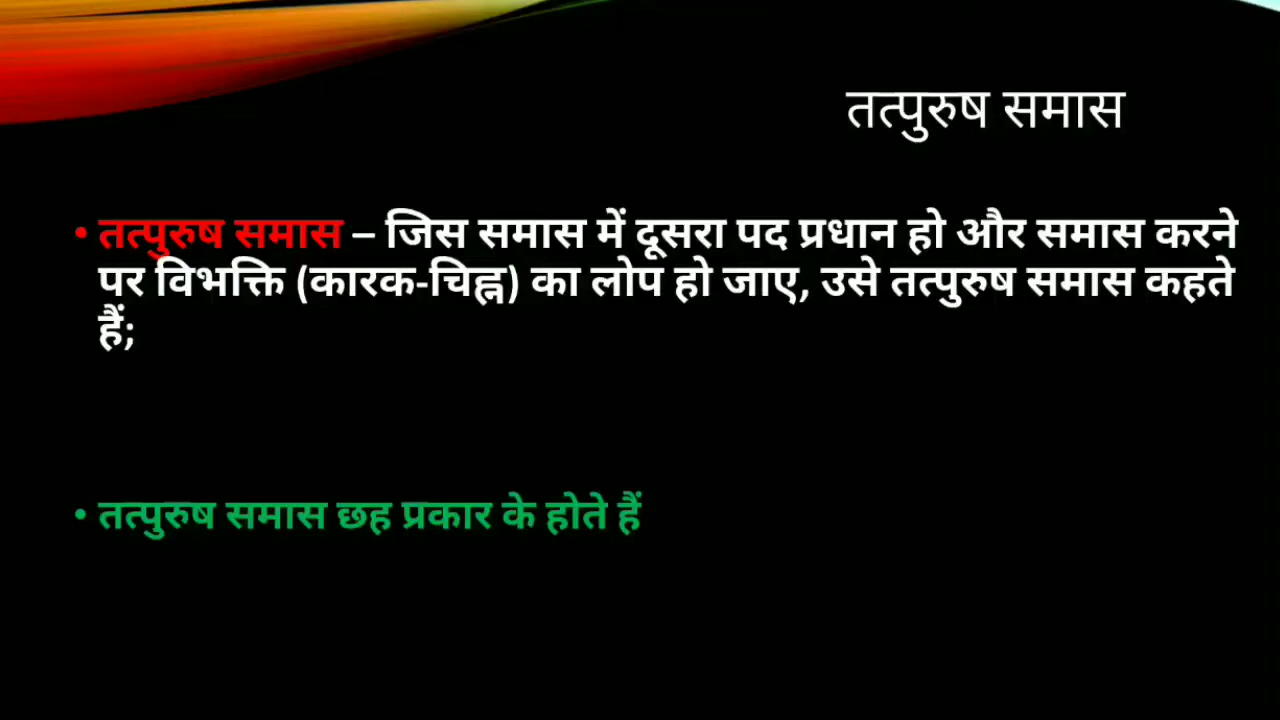 तत्पुरुष समास
• तत्पुरुष समास – जिस समास में दूसरा पद प्रधान हो और समास करने
पर विभक्ति (कारक-चिह्न) का लोप हो जाए, उसे तत्पुरुष समास कहते
हैं;
• तत्पुरुष समास छह प्रकार के होते हैं